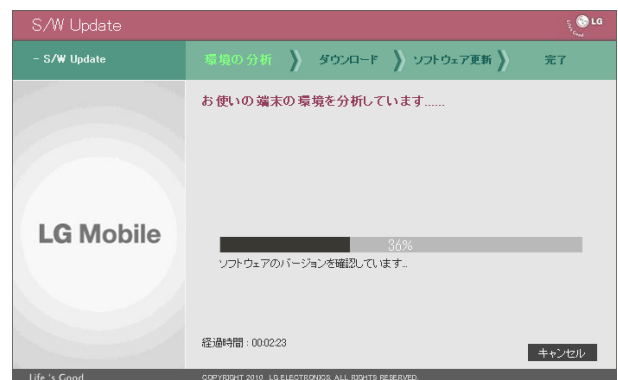 S/W Update
LG
- S/W Update
環境の分析 》 ダウンロード 》 ソフトウェア更新 》 完了
お使いの端末の環境を分析しています......
LG Mobile
36%
ソフトウェアのバージョンを確認しています...
経過時間 : 00:02:23
キャンセル
Life 's Good
COPYRIGHT 2010 LG ELECTRONICS. ALL RIGHTS RESERVED.